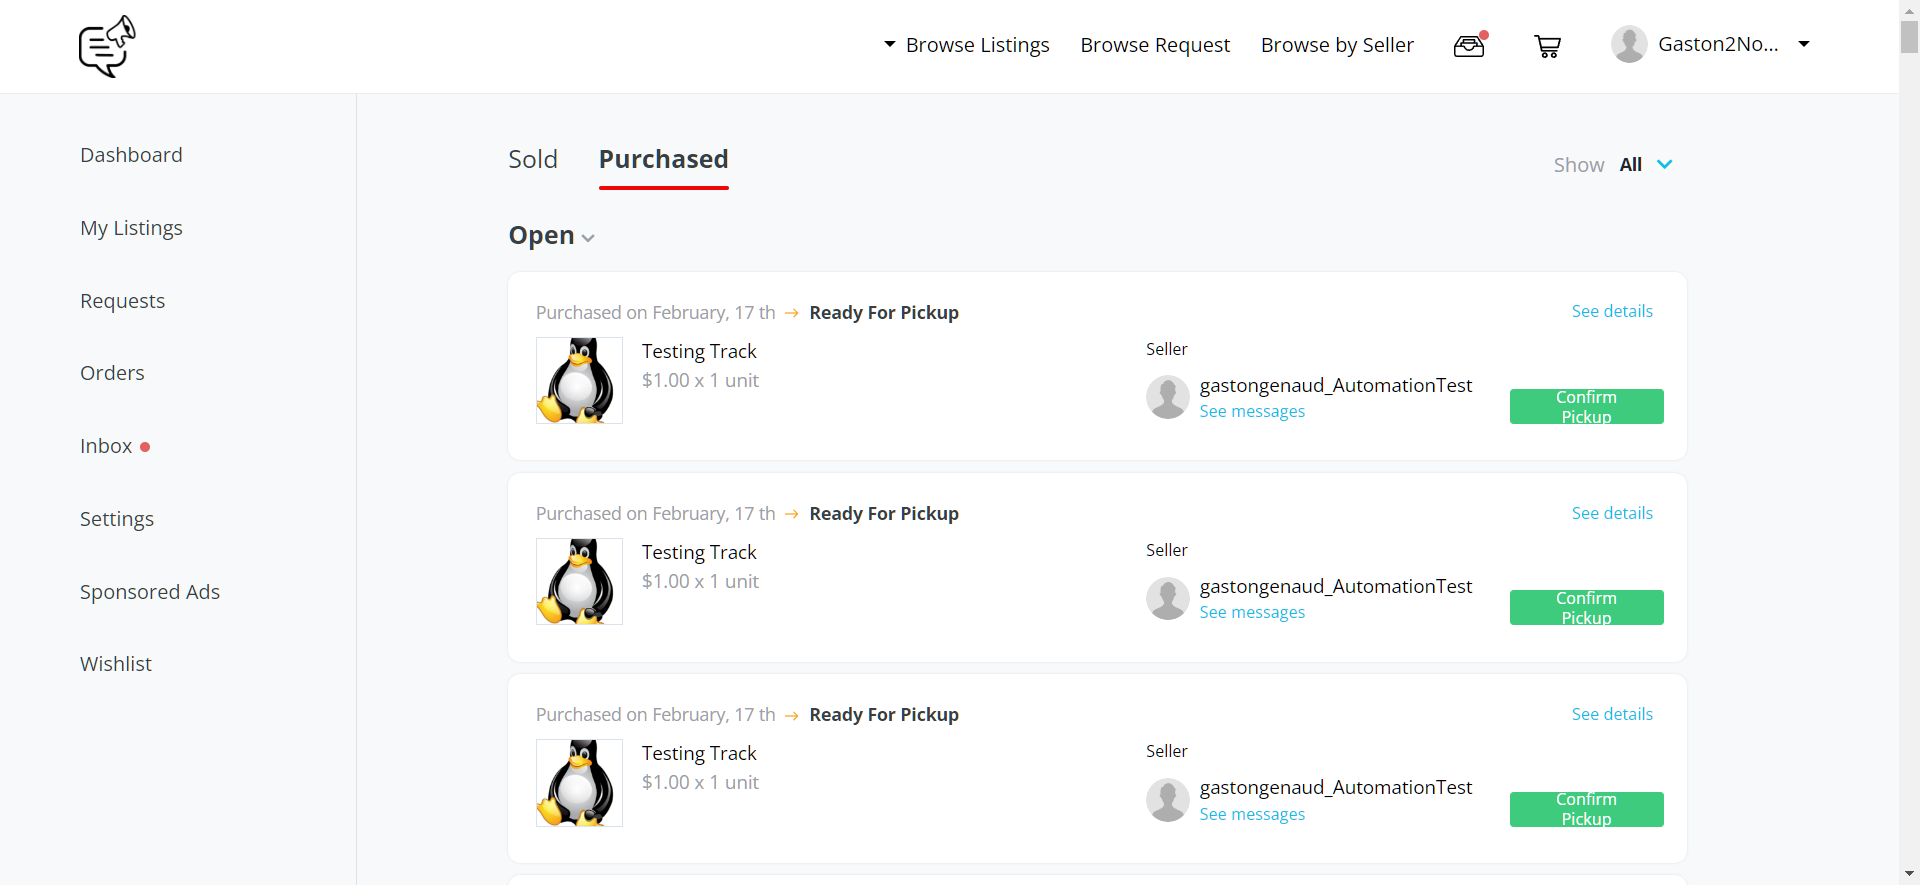 Browse Listings
Browse Request
Browse by Seller
Gaston2No...
Dashboard
My Listings
Requests
Orders
Inbox
Settings
Sponsored Ads
Wishlist
Sold
Purchased
Show All
Open
Purchased on February, 17 th → Ready For Pickup
See details
Testing Track
$1.00 x 1 unit
Seller
gastongenaud_AutomationTest
See messages
Confirm
Pickup
Purchased on February, 17 th → Ready For Pickup
See details
Testing Track
$1.00 x 1 unit
Seller
gastongenaud_AutomationTest
See messages
Confirm
Pickup
Purchased on February, 17 th → Ready For Pickup
See details
Testing Track
$1.00 x 1 unit
Seller
gastongenaud_AutomationTest
See messages
Confirm
Pickup